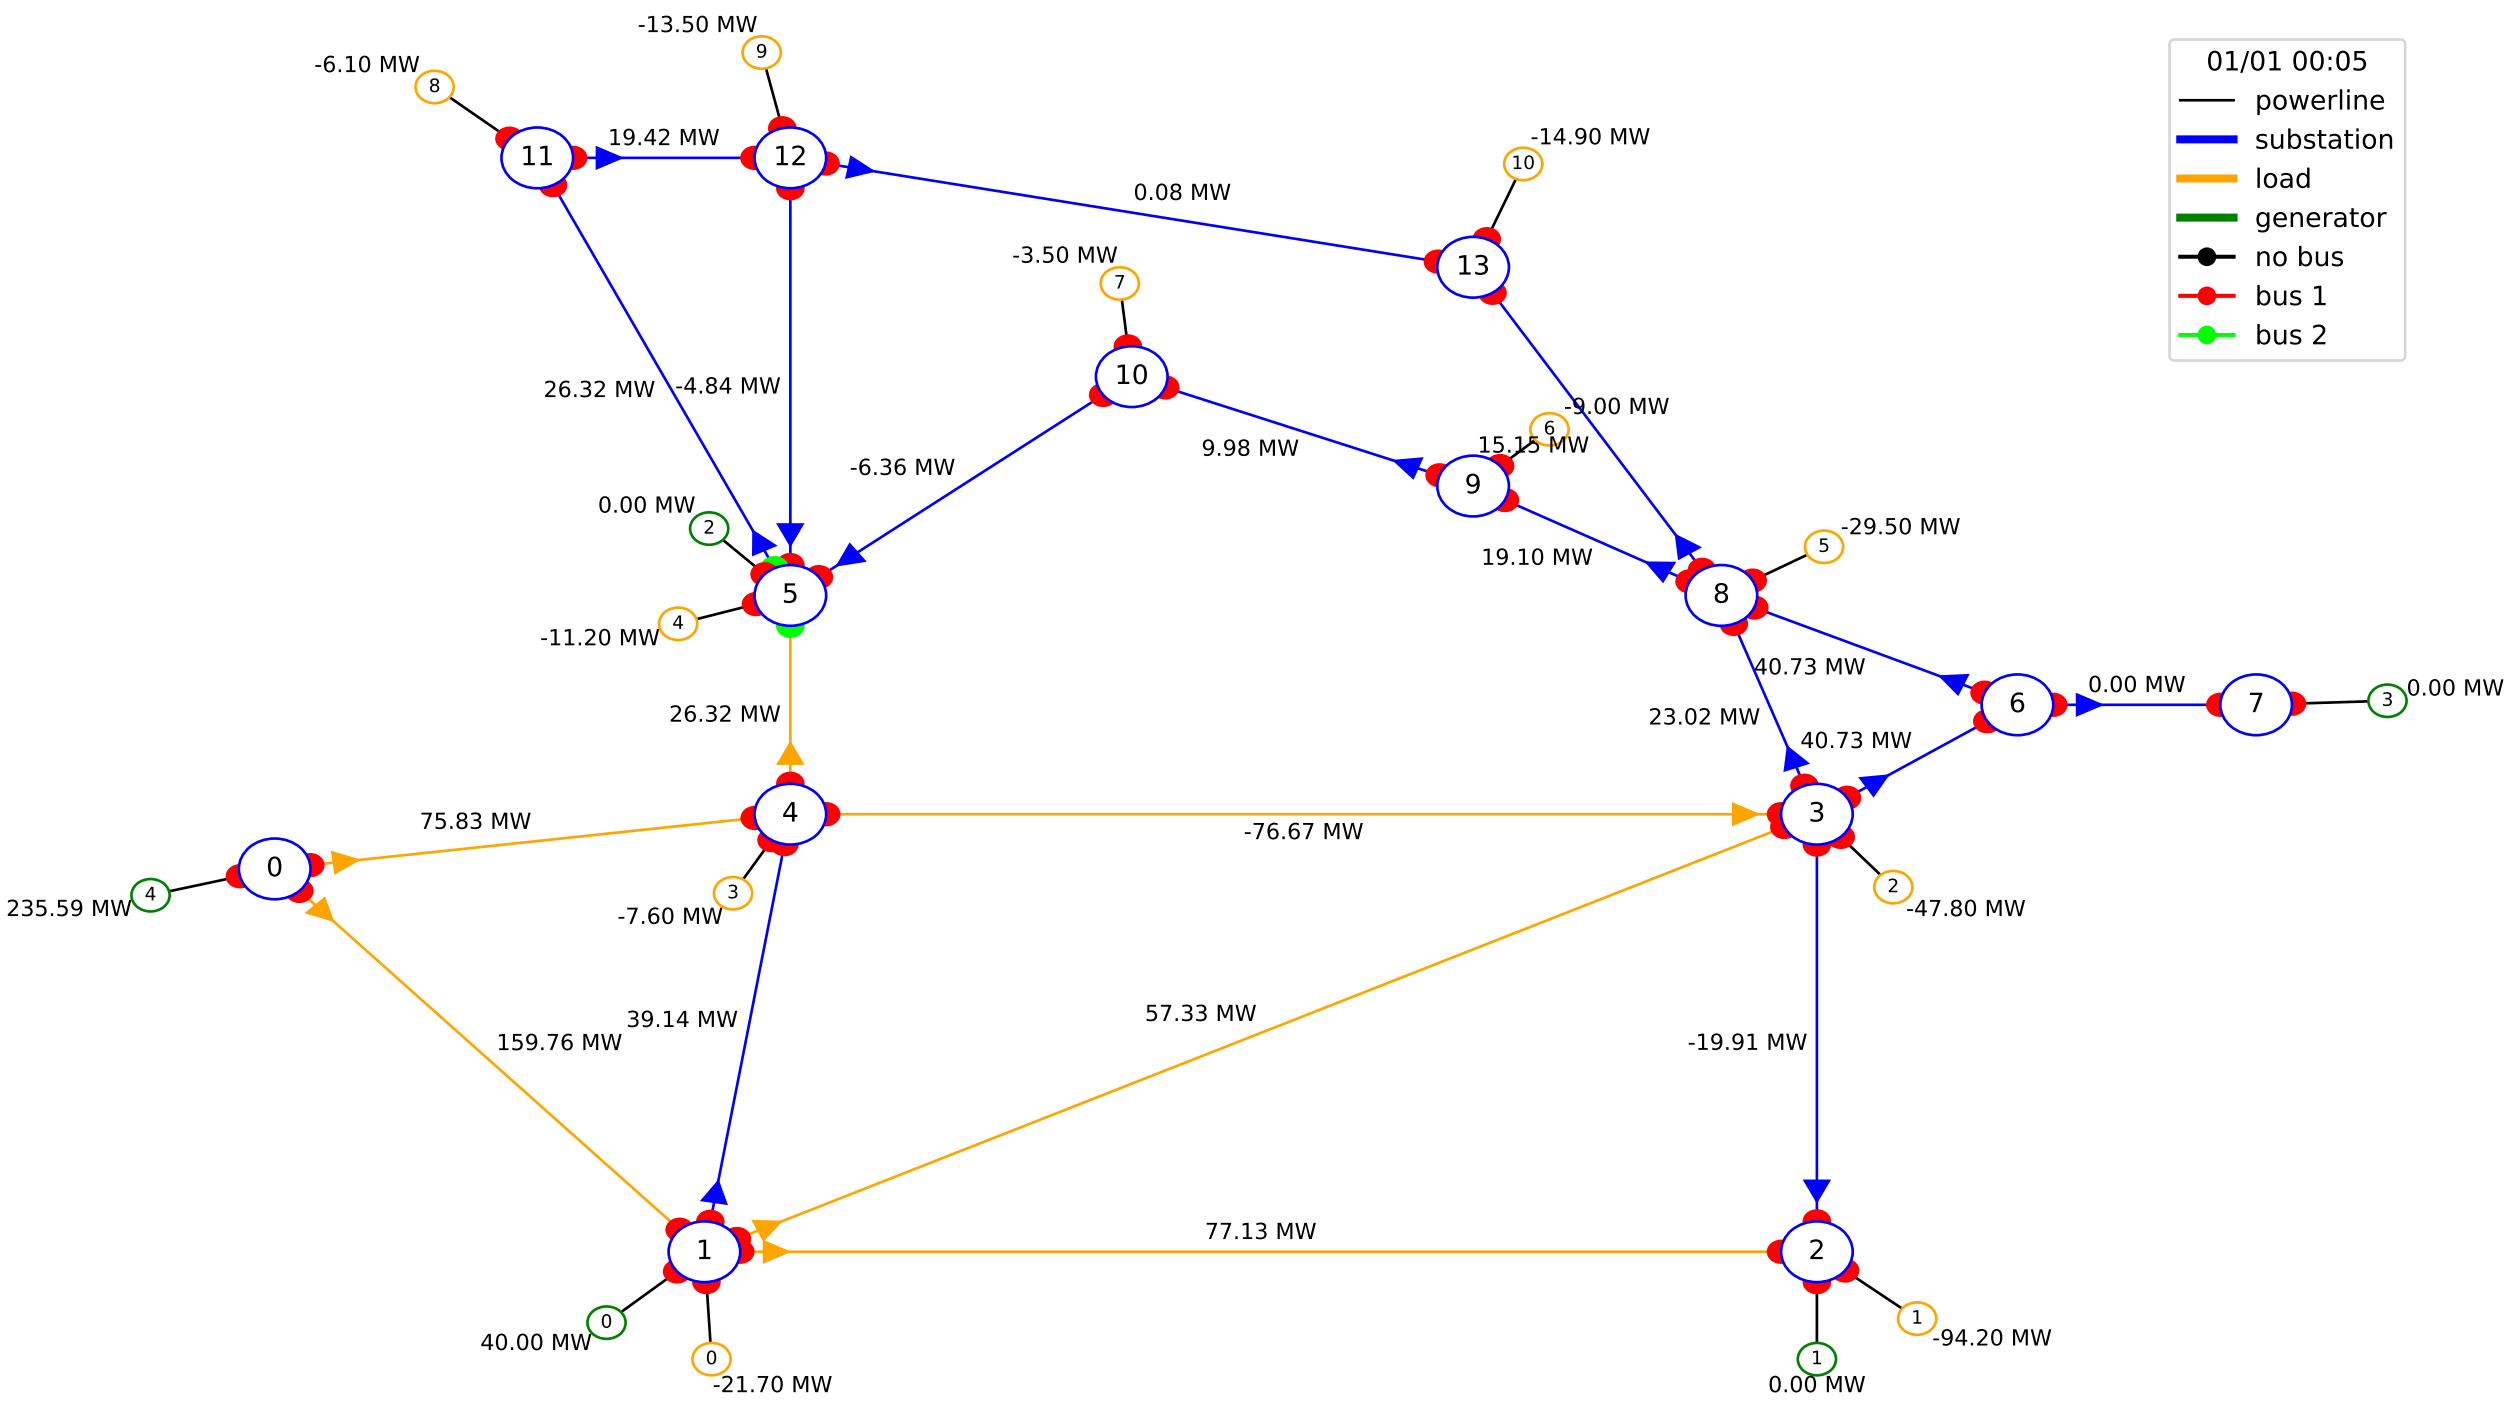 -13.50 MW
9
-6.10 MW
8
11
19.42 MW
12
-14.90 MW
10
0.08 MW
13
-3.50 MW
7
10
26.32 MW
-4.84 MW
-9.00 MW
6
15.15 MW
9.98 MW
9
-6.36 MW
0.00 MW
2
19.10 MW
-29.50 MW
5
5
8
4
-11.20 MW
40.73 MW
23.02 MW
40.73 MW
6
0.00 MW
7
3
0.00 MW
26.32 MW
75.83 MW
4
-76.67 MW
3
0
4
235.59 MW
3
-7.60 MW
2
-47.80 MW
39.14 MW
159.76 MW
57.33 MW
-19.91 MW
1
77.13 MW
2
0
40.00 MW
0
-21.70 MW
1
-94.20 MW
1
0.00 MW
01/01 00:05
powerline
substation
load
generator
no bus
bus 1
bus 2